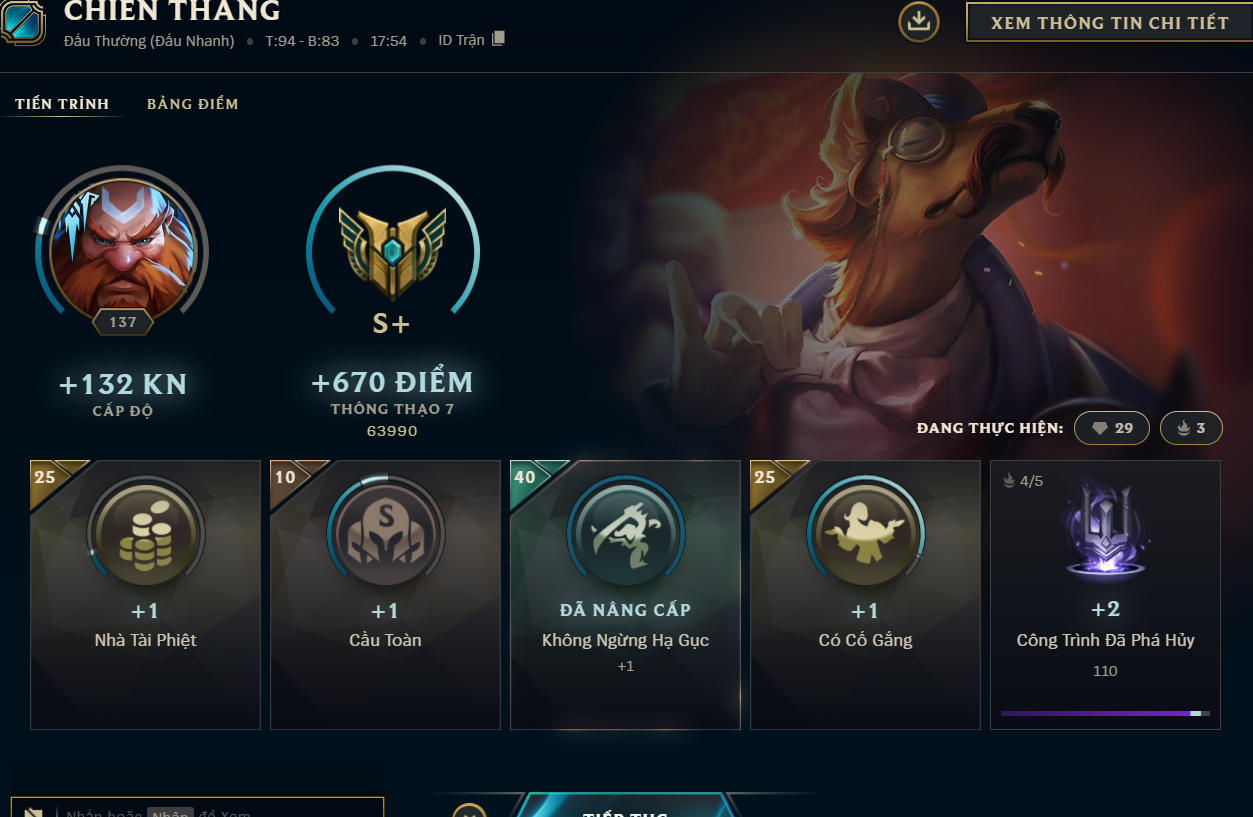 CHIẾN THẮNG
Đấu Thường (Đấu Nhanh) • T:94 - B:83 • 17:54 • ID Trận
XEM THÔNG TIN CHI TIẾT
TIẾN TRÌNH BẢNG ĐIỂM
137
S+
+132 KN
CẤP ĐỘ
+670 ĐIỂM
THÔNG THẠO 7
63990
ĐANG THỰC HIỆN: 29 3
25
+1
Nhà Tài Phiệt
10
S
+1
Cầu Toàn
40
ĐÃ NÂNG CẤP
Không Ngừng Hạ Gục
+1
25
+1
Có Cố Gắng
4/5
+2
Công Trình Đã Phá Hủy
110
Nhấn hoặc Nhập để Xem
TIẾP TỤC